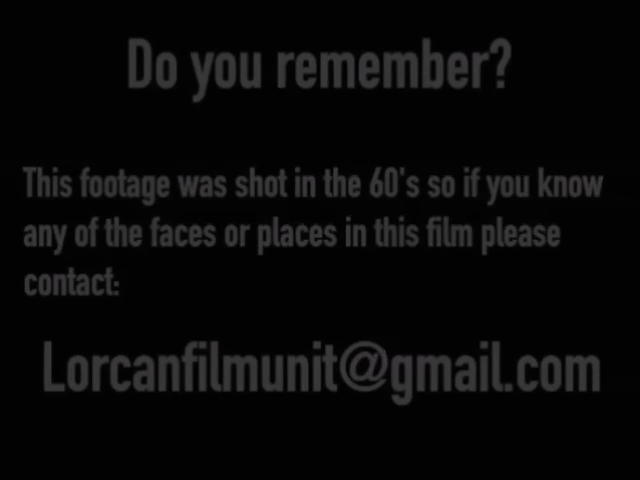 Do you remember?
This footage was shot in the 60's so if you know
any of the faces or places in this film please
contact:
Lorcanfilmunit@gmail.com